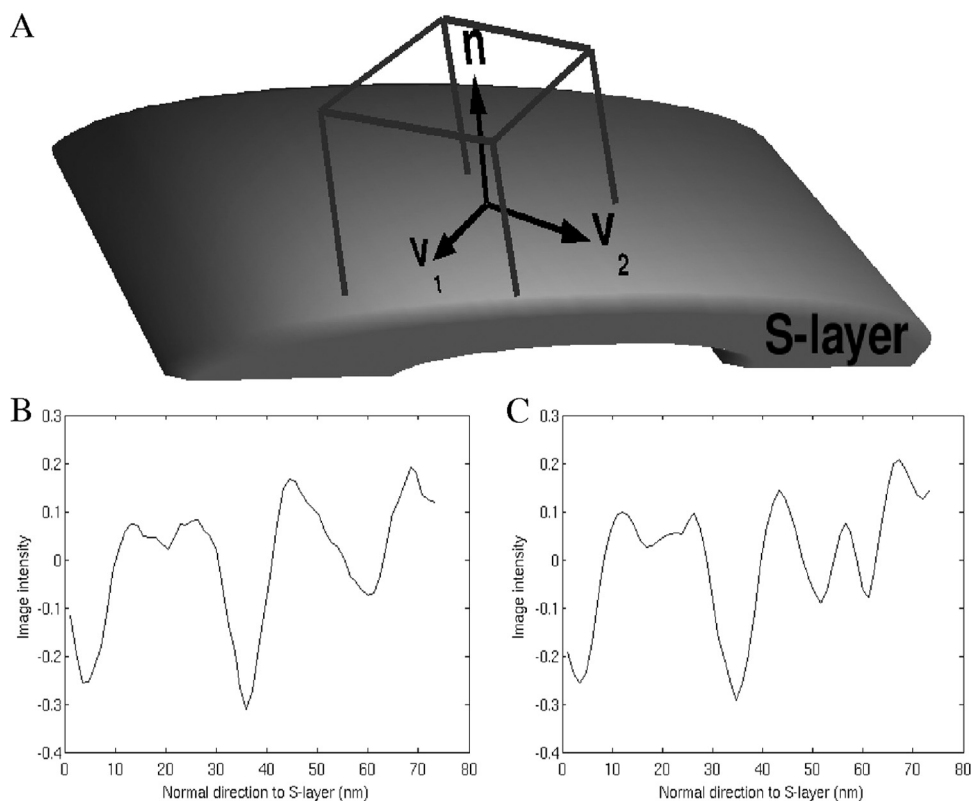 A
n
V
1
V
2
S-layer
B
0.3
0.2
0.1
0
-0.1
-0.2
-0.3
-0.4
Image intensity
0 10 20 30 40 50 60 70 80
Normal direction to S-layer (nm)
C
0.3
0.2
0.1
0
-0.1
-0.2
-0.3
-0.4
Image intensity
0 10 20 30 40 50 60 70 80
Normal direction to S-layer (nm)